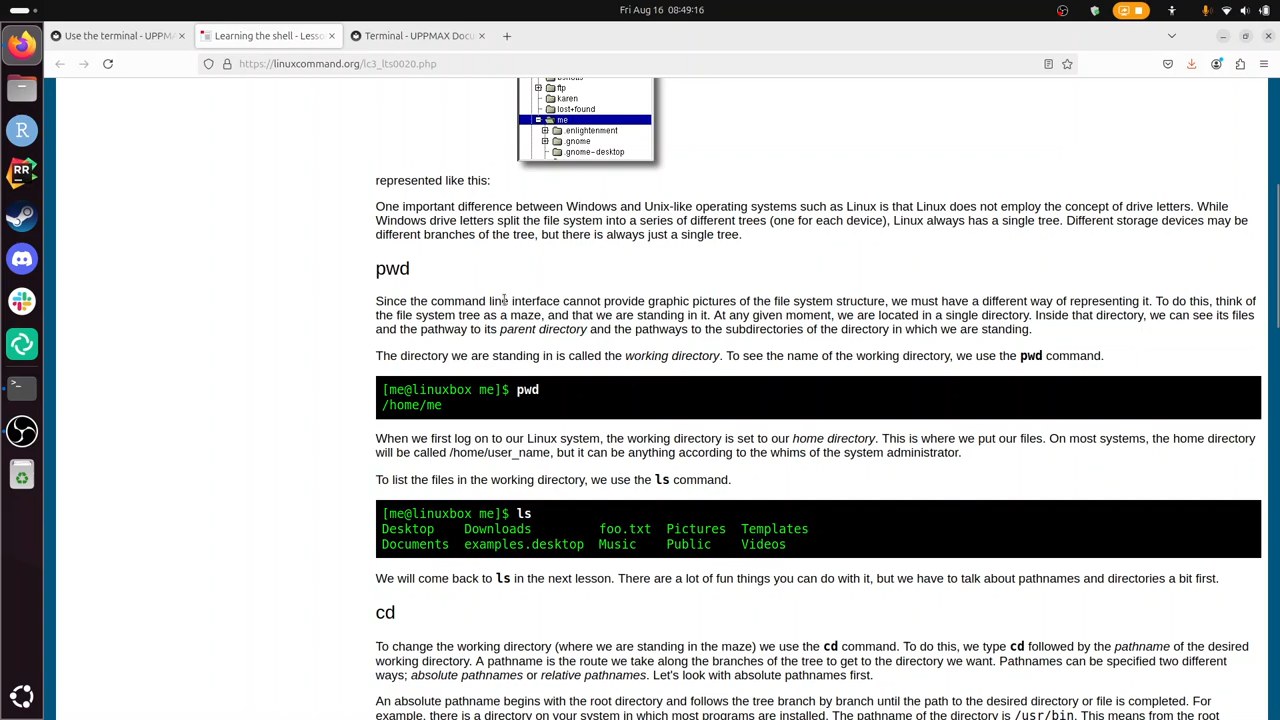 Fri Aug 16 08:49:16
Use the terminal - UPPM
Learning the shell - Lesso
Terminal - UPPMAX Docu
https://linuxcommand.org/lc3_lts0020.php
ftp
karen
lost+found
me
.enlightenment
.gnome
.gnome-desktop
represented like this:
One important difference between Windows and Unix-like operating systems such as Linux is that Linux does not employ the concept of drive letters. While
Windows drive letters split the file system into a series of different trees (one for each device), Linux always has a single tree. Different storage devices may be
different branches of the tree, but there is always just a single tree.
pwd
Since the command line interface cannot provide graphic pictures of the file system structure, we must have a different way of representing it. To do this, think of
the file system tree as a maze, and that we are standing in it. At any given moment, we are located in a single directory. Inside that directory, we can see its files
and the pathway to its parent directory and the pathways to the subdirectories of the directory in which we are standing.
The directory we are standing in is called the working directory. To see the name of the working directory, we use the pwd command.
[me@linuxbox me]$ pwd
/home/me
When we first log on to our Linux system, the working directory is set to our home directory. This is where we put our files. On most systems, the home directory
will be called /home/user_name, but it can be anything according to the whims of the system administrator.
To list the files in the working directory, we use the ls command.
[me@linuxbox me]$ ls
Desktop Downloads foo.txt Pictures Templates
Documents examples.desktop Music Public Videos
We will come back to ls in the next lesson. There are a lot of fun things you can do with it, but we have to talk about pathnames and directories a bit first.
cd
To change the working directory (where we are standing in the maze) we use the cd command. To do this, we type cd followed by the pathname of the desired
working directory. A pathname is the route we take along the branches of the tree to get to the directory we want. Pathnames can be specified two different
ways; absolute pathnames or relative pathnames. Let's look with absolute pathnames first.
An absolute pathname begins with the root directory and follows the tree branch by branch until the path to the desired directory or file is completed. For
example, there is a directory on your system in which most programs are installed. The pathname of the directory is /usr/bin. This means from the root